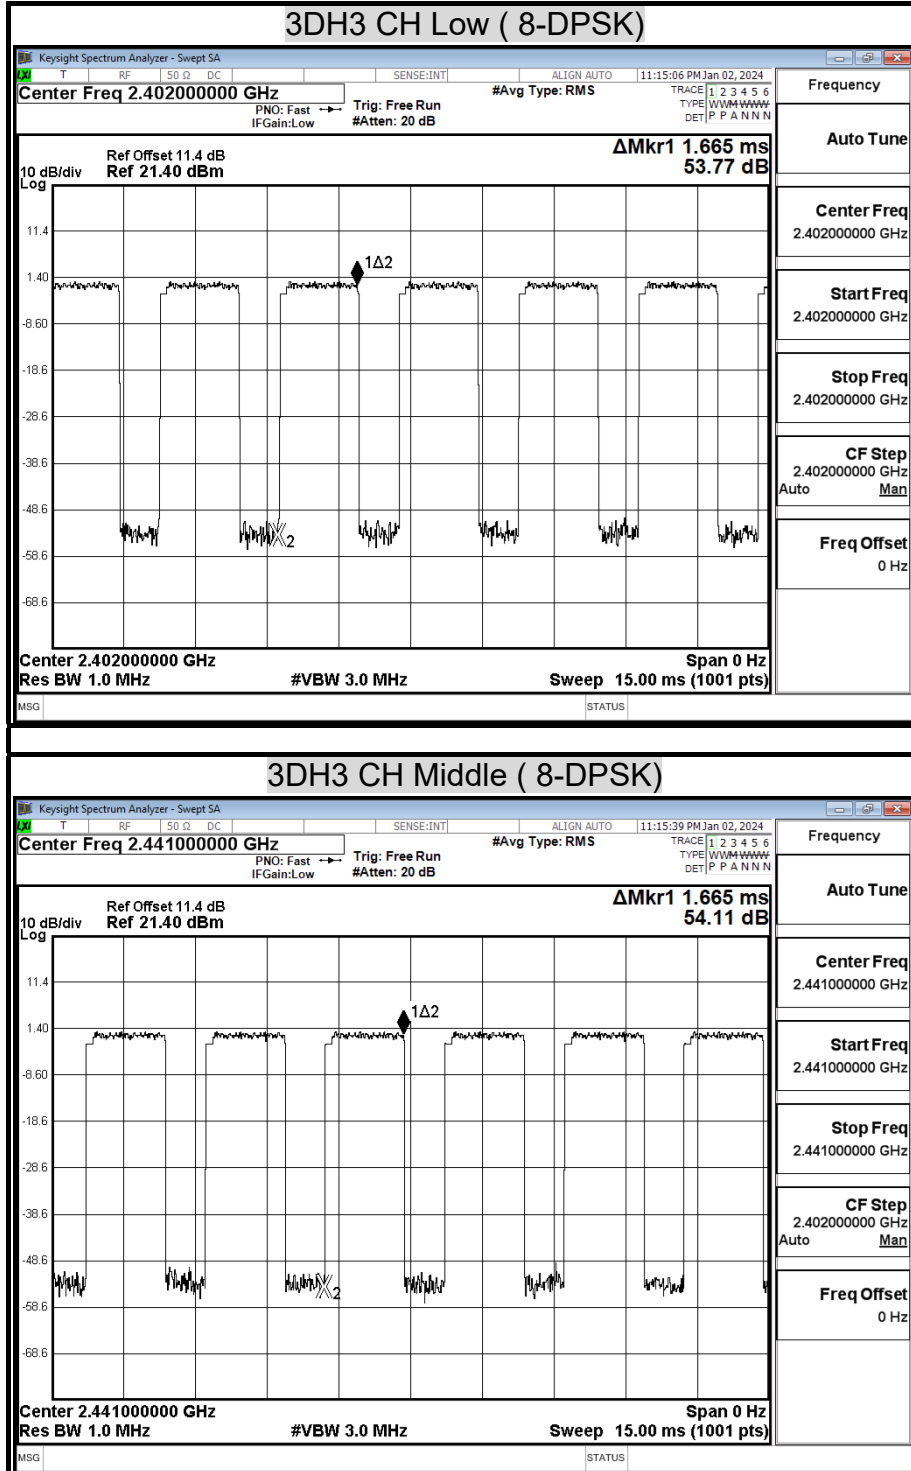 3DH3 CH Low ( 8-DPSK)
Keysight Spectrum Analyzer - Swept SA
LXI T RF 50 Ω DC SENSE:INT ALIGN AUTO 11:15:06 PM Jan 02, 2024
Center Freq 2.402000000 GHz #Avg Type: RMS TRACE 1 2 3 4 5 6
PNO: Fast Trig: Free Run TYPE WWMWWWW
IFGain:Low #Atten: 20 dB DET P P A N N N
Frequency
Auto Tune
ΔMkr1 1.665 ms
Ref Offset 11.4 dB
10 dB/div Ref 21.40 dBm 53.77 dB
Log
11.4
1.40
-8.60
-18.6
-28.6
-38.6
-48.6
-58.6
-68.6
1Δ2
2
Center Freq
2.402000000 GHz
Start Freq
2.402000000 GHz
Stop Freq
2.402000000 GHz
CF Step
2.402000000 GHz
Auto Man
Freq Offset
0 Hz
Center 2.402000000 GHz Span 0 Hz
Res BW 1.0 MHz #VBW 3.0 MHz Sweep 15.00 ms (1001 pts)
MSG STATUS
3DH3 CH Middle ( 8-DPSK)
Keysight Spectrum Analyzer - Swept SA
LXI T RF 50 Ω DC SENSE:INT ALIGN AUTO 11:15:39 PM Jan 02, 2024
Center Freq 2.441000000 GHz #Avg Type: RMS TRACE 1 2 3 4 5 6
PNO: Fast Trig: Free Run TYPE WWMWWWW
IFGain:Low #Atten: 20 dB DET P P A N N N
Frequency
Auto Tune
ΔMkr1 1.665 ms
Ref Offset 11.4 dB
10 dB/div Ref 21.40 dBm 54.11 dB
Log
11.4
1.40
-8.60
-18.6
-28.6
-38.6
-48.6
-58.6
-68.6
1Δ2
2
Center Freq
2.441000000 GHz
Start Freq
2.441000000 GHz
Stop Freq
2.441000000 GHz
CF Step
2.402000000 GHz
Auto Man
Freq Offset
0 Hz
Center 2.441000000 GHz Span 0 Hz
Res BW 1.0 MHz #VBW 3.0 MHz Sweep 15.00 ms (1001 pts)
MSG STATUS